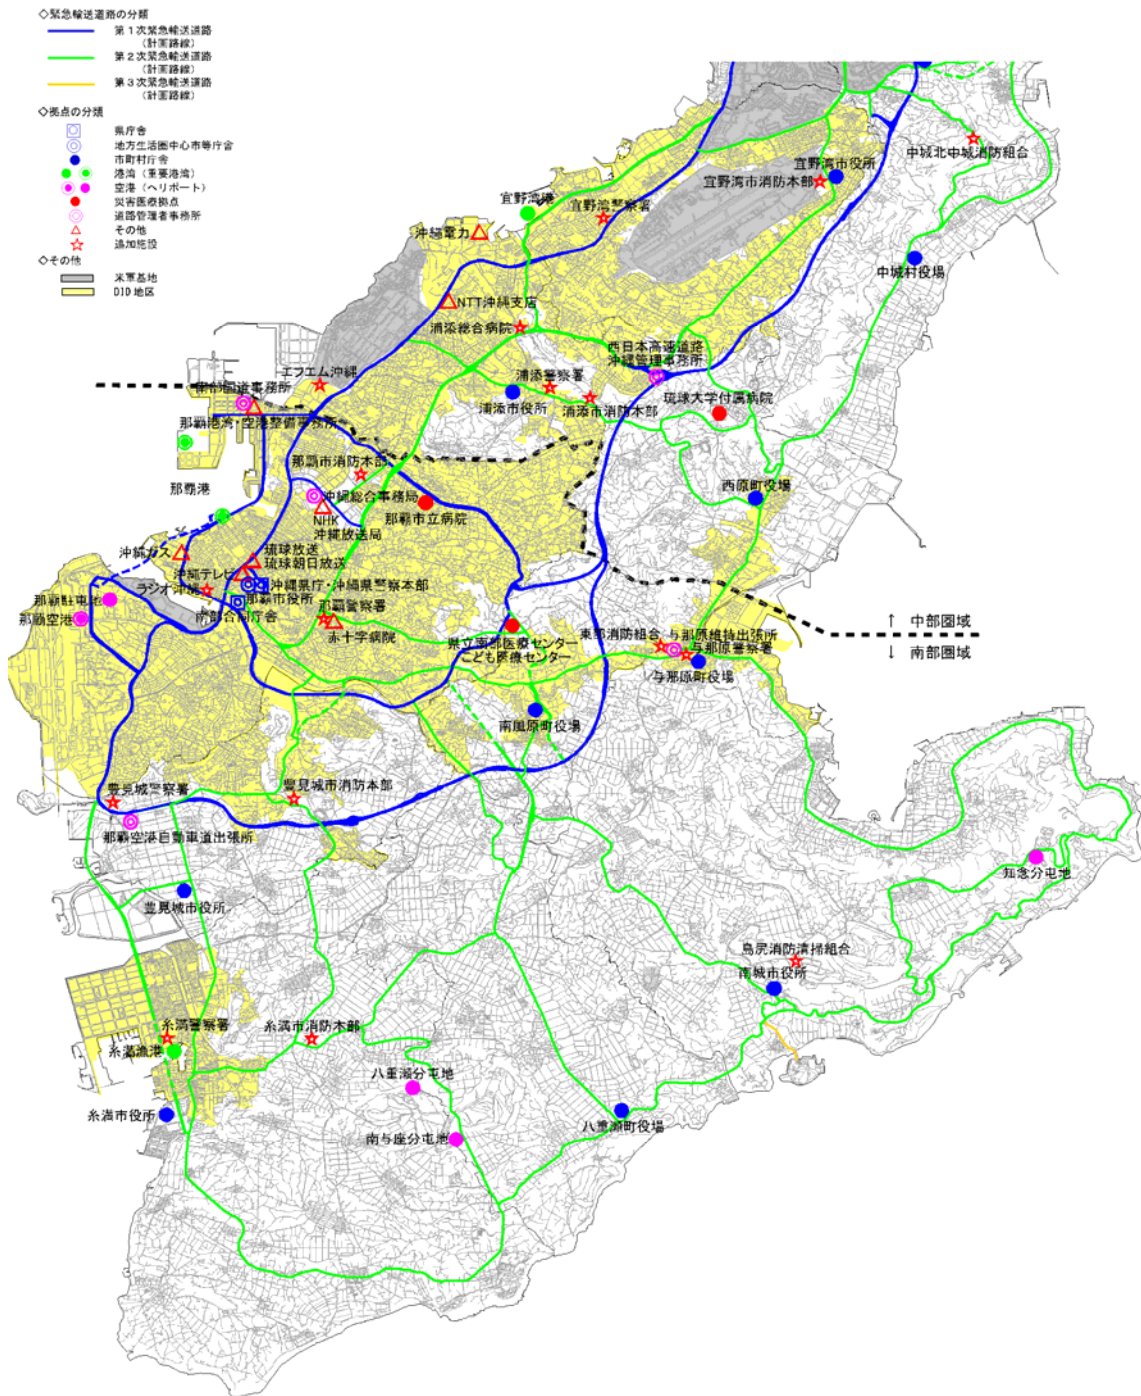 ◇緊急輸送道路の分類
第１次緊急輸送道路
(計画路線)
第２次緊急輸送道路
(計画路線)
第３次緊急輸送道路
(計画路線)
◇拠点の分類
県庁舎
地方生活圏中心市等庁舎
市町村庁舎
港湾（重要港湾）
空港（ヘリポート）
災害医療拠点
道路管理者事務所
その他
追加施設
◇その他
米軍基地
DID地区
中城北中城消防組合
宜野湾市役所
宜野湾市消防本部
宜野湾港
宜野湾警察署
沖縄電力
中城村役場
NTT沖縄支店
浦添総合病院
西日本高速道路
沖縄管理事務所
エフエム沖縄
浦添警察署
南部国道事務所
浦添市役所
浦添市消防本部
琉球大学付属病院
那覇港湾・空港整備事務所
那覇市消防本部
那覇港
沖縄総合事務局
西原町役場
NHK
沖縄放送局
那覇市立病院
沖縄ガス
琉球放送
琉球朝日放送
沖縄テレビ
沖縄県庁・沖縄県警察本部
ラジオ沖縄
那覇市役所
那覇駐屯地
那覇空港
南部合同庁舎
那覇警察署
赤十字病院
↑ 中部圏域
県立南部医療センター
こども医療センター
東部消防組合
与那原維持出張所
与那原警察署
↓ 南部圏域
与那原町役場
南風原町役場
豊見城警察署
豊見城市消防本部
那覇空港自動車道出張所
知念分屯地
豊見城市役所
島尻消防清掃組合
南城市役所
糸満警察署
糸満市消防本部
糸満漁港
八重瀬分屯地
糸満市役所
八重瀬町役場
南与座分屯地